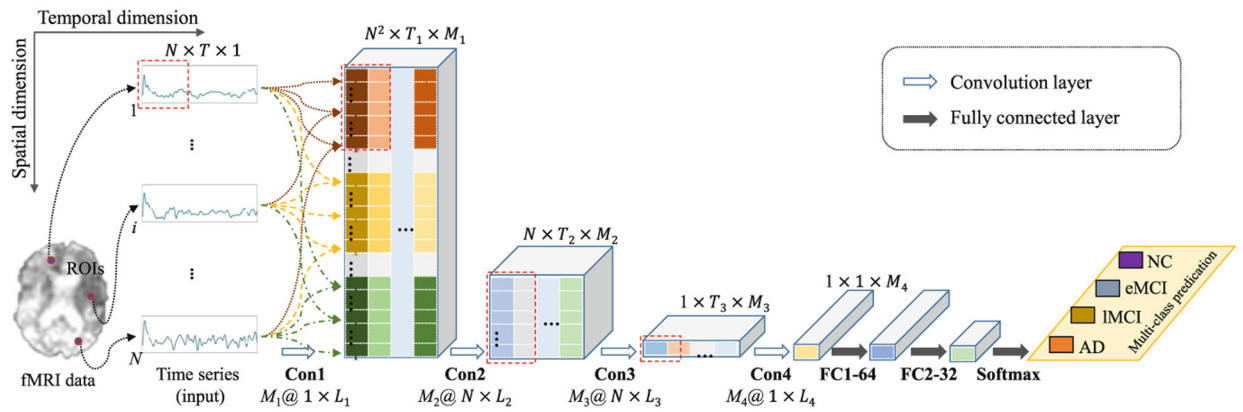 Temporal dimension
Spatial dimension
N × T × 1
1
i
N
ROIs
fMRI data
Time series
(input)
N² × T₁ × M₁
N × T₂ × M₂
1 × T₃ × M₃
1 × 1 × M₄
Convolution layer
Fully connected layer
Con1
M₁@ 1 × L₁
Con2
M₂@ N × L₂
Con3
M₃@ N × L₃
Con4
M₄@ 1 × L₄
FC1-64
FC2-32
Softmax
NC
eMCI
lMCI
AD
Multi-class predication